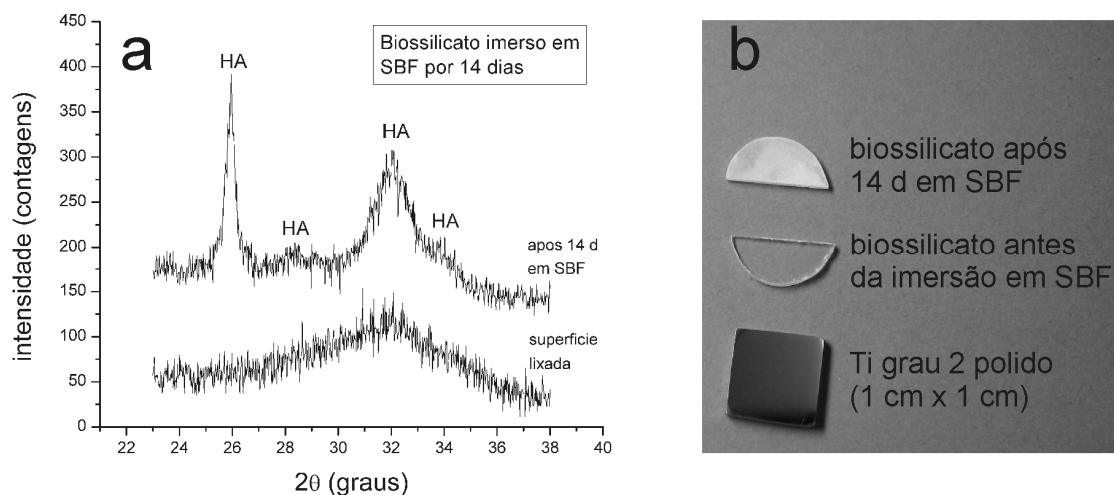 a
Biossilicato imerso em
SBF por 14 dias
HA
HA
HA
HA
apos 14 d
em SBF
superficie
lixada
intensidade (contagens)
450
400
350
300
250
200
150
100
50
0
22 24 26 28 30 32 34 36 38 40
2θ (graus)
b
biossilicato após
14 d em SBF
biossilicato antes
da imersão em SBF
Ti grau 2 polido
(1 cm x 1 cm)